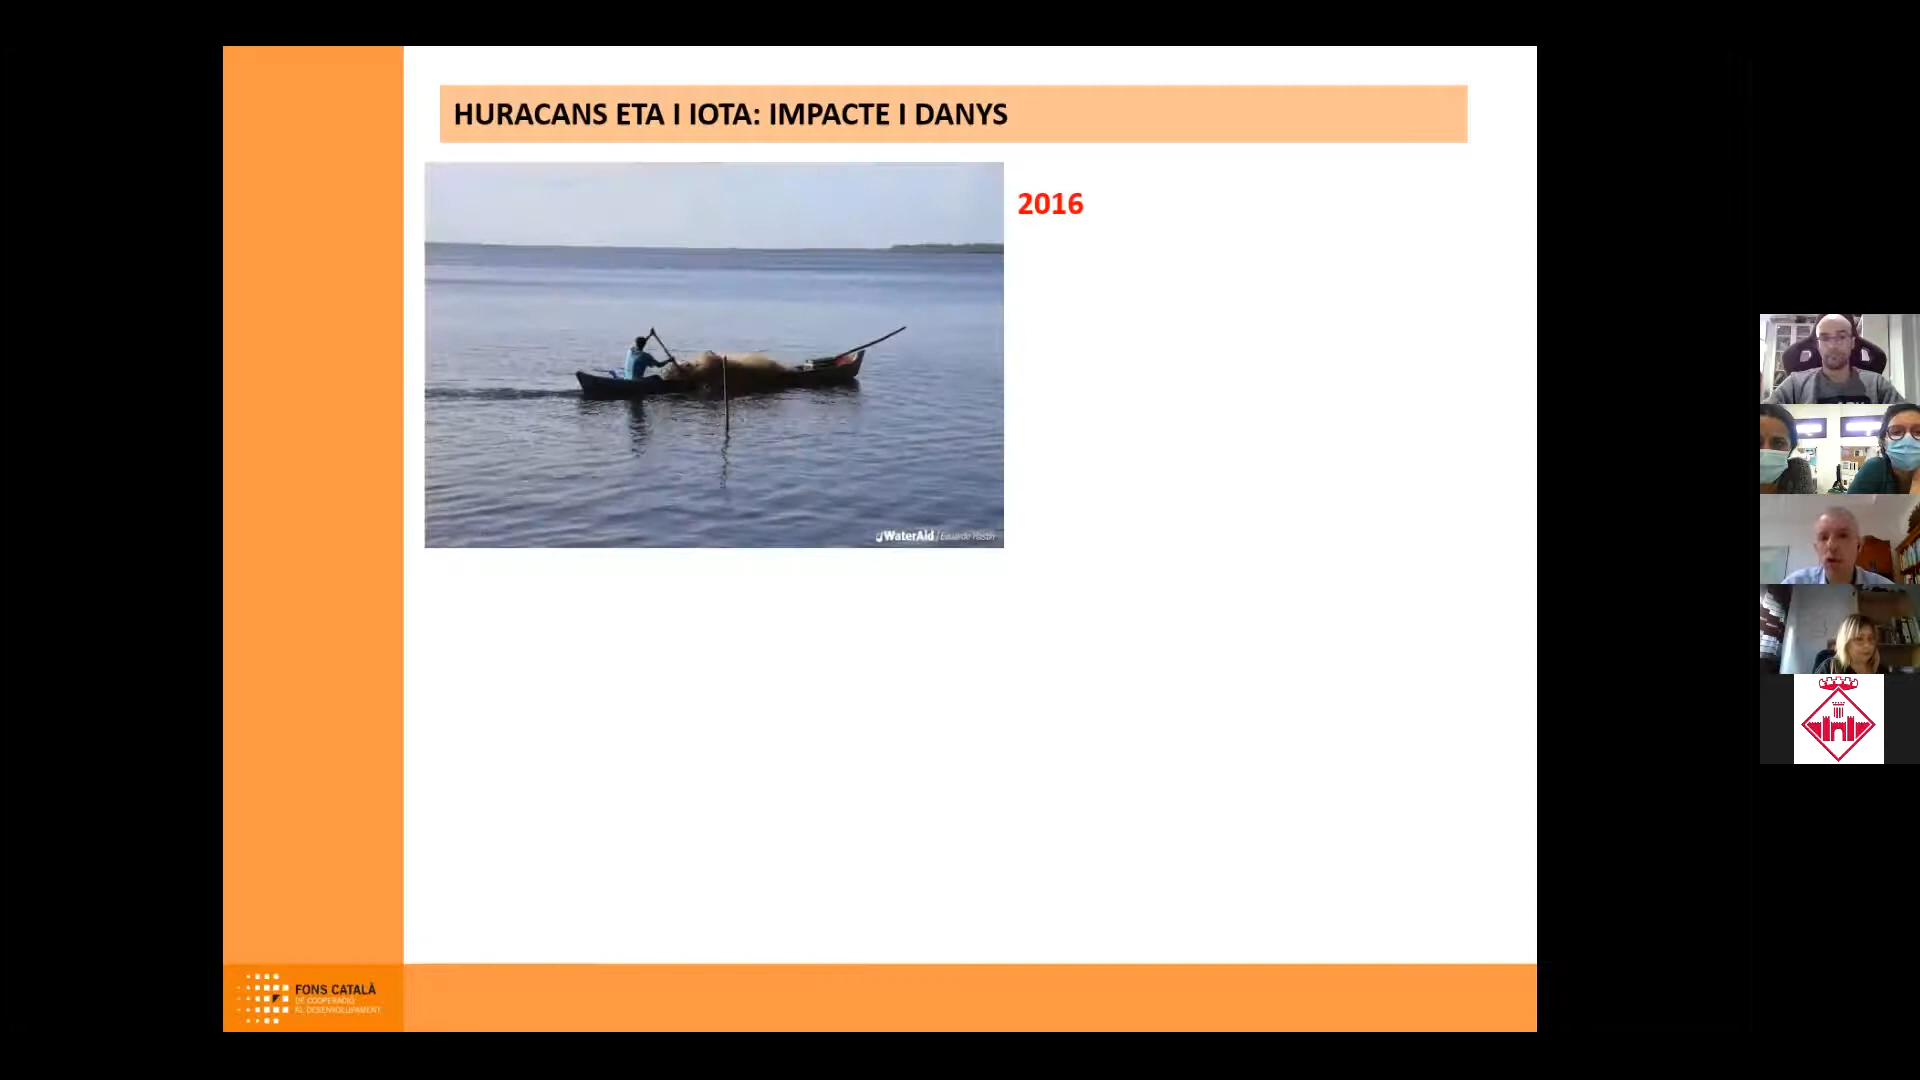 HURACANS ETA I IOTA: IMPACTE I DANYS
2016
WaterAid
FONS CATALÀ
DE COOPERACIÓ
AL DESENVOLUPAMENT